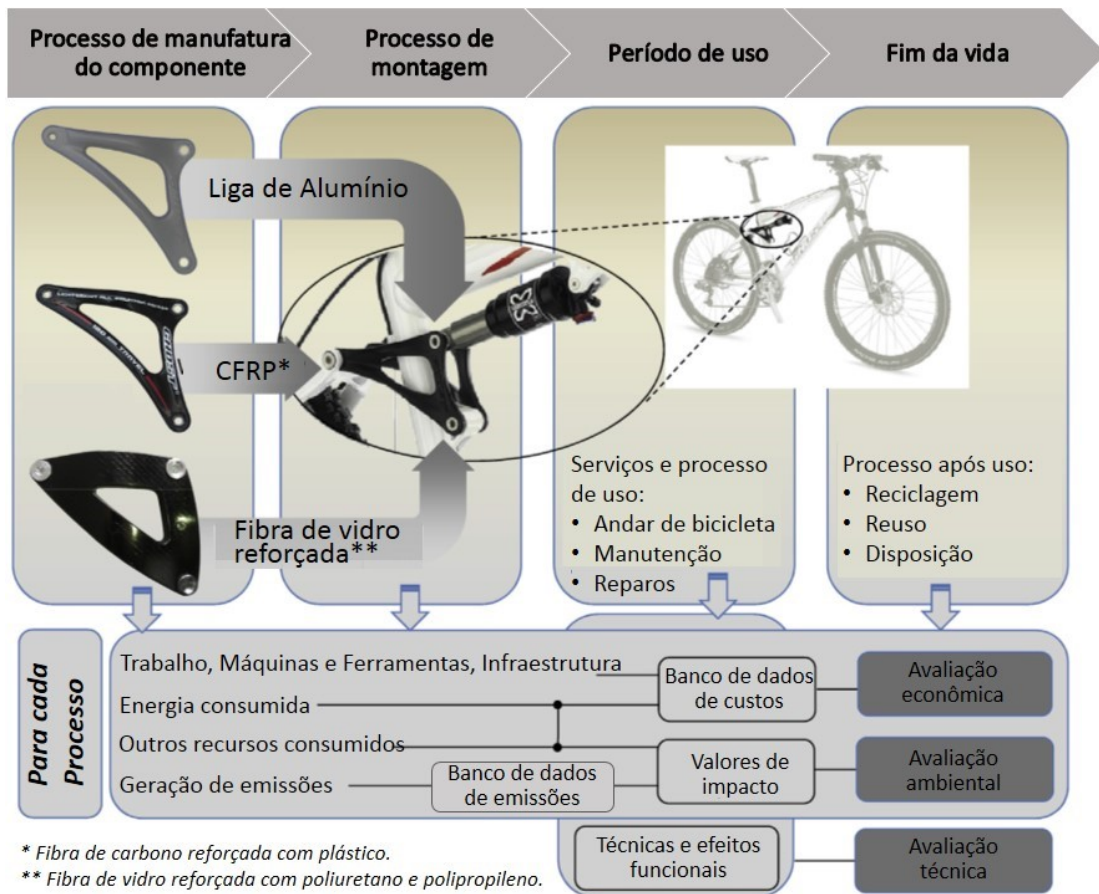 Processo de manufatura
do componente
Processo de
montagem
Período de uso
Fim da vida
Liga de Alumínio
CFRP*
Fibra de vidro
reforçada**
Serviços e processo
de uso:
• Andar de bicicleta
• Manutenção
• Reparos
Processo após uso:
• Reciclagem
• Reuso
• Disposição
Para cada
Processo
Trabalho, Máquinas e Ferramentas, Infraestrutura
Energia consumida
Outros recursos consumidos
Geração de emissões
Banco de dados
de emissões
Banco de dados
de custos
Valores de
impacto
Técnicas e efeitos
funcionais
Avaliação
econômica
Avaliação
ambiental
Avaliação
técnica
* Fibra de carbono reforçada com plástico.
** Fibra de vidro reforçada com poliuretano e polipropileno.